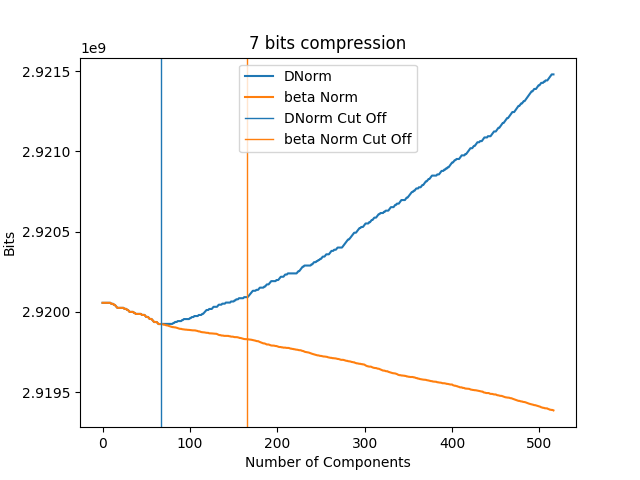 7 bits compression
1e9
2.9215
2.9210
2.9205
2.9200
2.9195
Bits
DNorm
beta Norm
DNorm Cut Off
beta Norm Cut Off
0 100 200 300 400 500
Number of Components